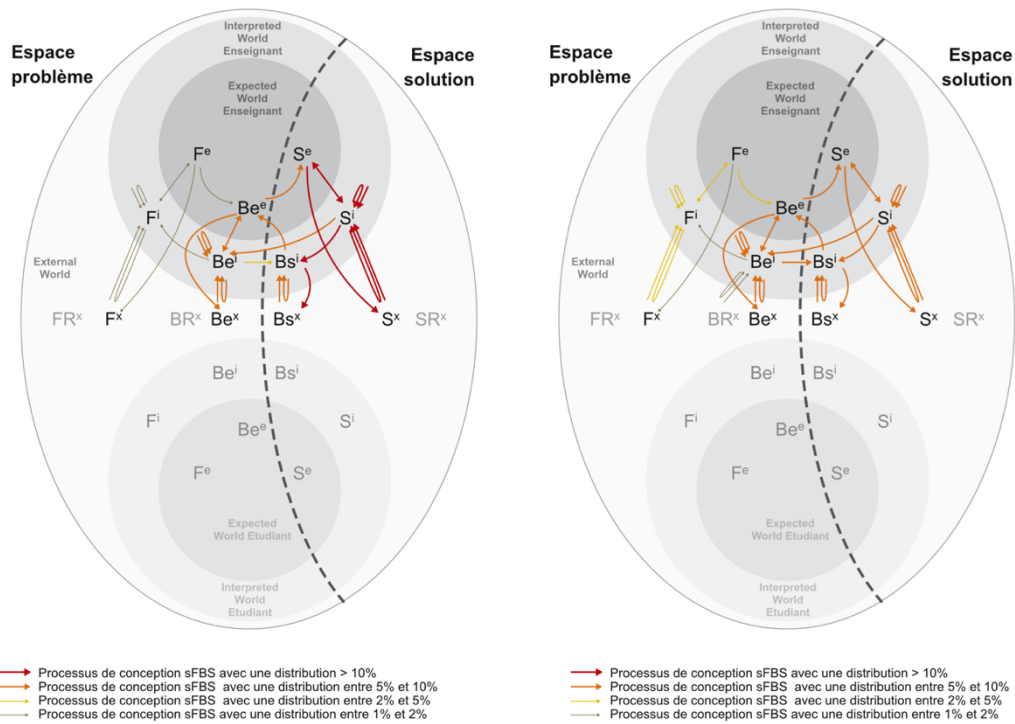 Espace
problème
Interpreted
World
Enseignant
Espace
solution
Expected
World
Enseignant
Fᵉ
Sᵉ
Beᵉ
Fⁱ
Sⁱ
External
World
Beⁱ
Bsⁱ
FRˣ
Fˣ
BRˣ
Beˣ
Bsˣ
Sˣ
SRˣ
Beⁱ
Bsⁱ
Fⁱ
Sⁱ
Beᵉ
Fᵉ
Sᵉ
Expected
World Etudiant
Interpreted
World
Etudiant
Processus de conception sFBS avec une distribution > 10%
Processus de conception sFBS avec une distribution entre 5% et 10%
Processus de conception sFBS avec une distribution entre 2% et 5%
Processus de conception sFBS avec une distribution entre 1% et 2%
Espace
problème
Interpreted
World
Enseignant
Espace
solution
Expected
World
Enseignant
Fᵉ
Sᵉ
Beᵉ
Fⁱ
Sⁱ
External
World
Beⁱ
Bsⁱ
FRˣ
Fˣ
BRˣ
Beˣ
Bsˣ
Sˣ
SRˣ
Beⁱ
Bsⁱ
Fⁱ
Sⁱ
Beᵉ
Fᵉ
Sᵉ
Expected
World Etudiant
Interpreted
World
Etudiant
Processus de conception sFBS avec une distribution > 10%
Processus de conception sFBS avec une distribution entre 5% et 10%
Processus de conception sFBS avec une distribution entre 2% et 5%
Processus de conception sFBS avec une distribution entre 1% et 2%